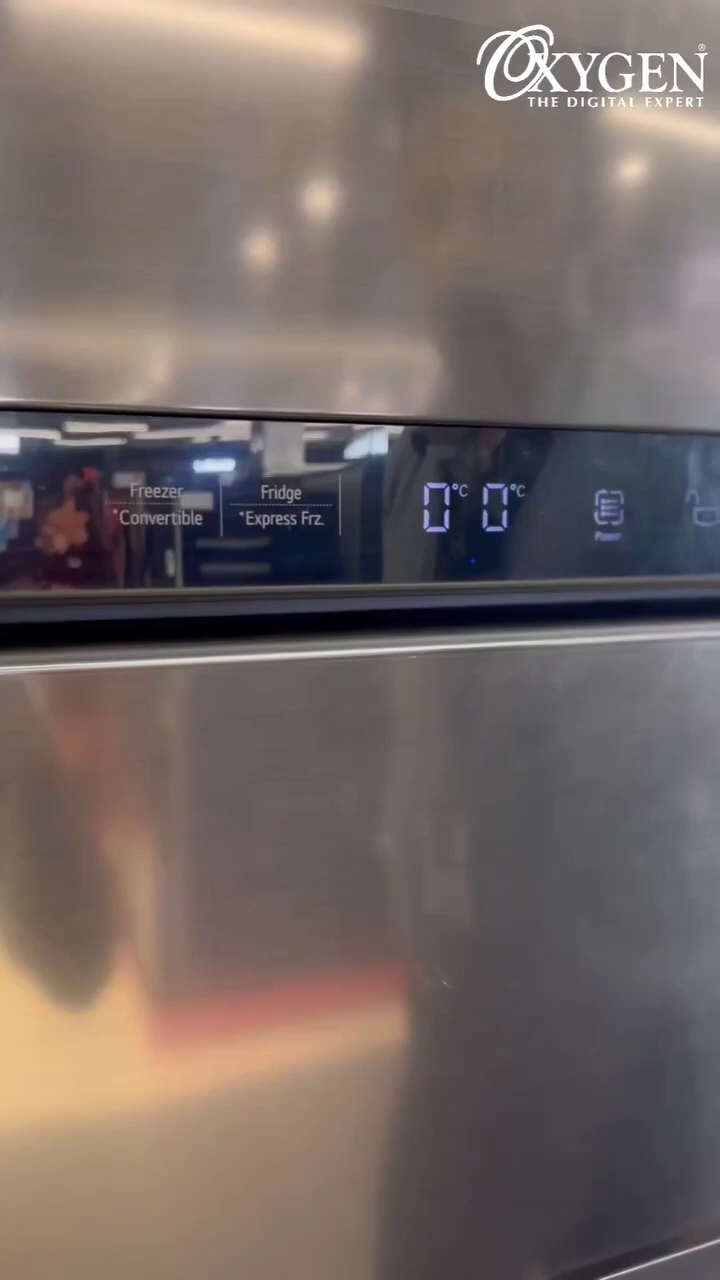 OXYGEN®
THE DIGITAL EXPERT
Freezer
*Convertible
Fridge
*Express Frz.
0°C 0°C
Power